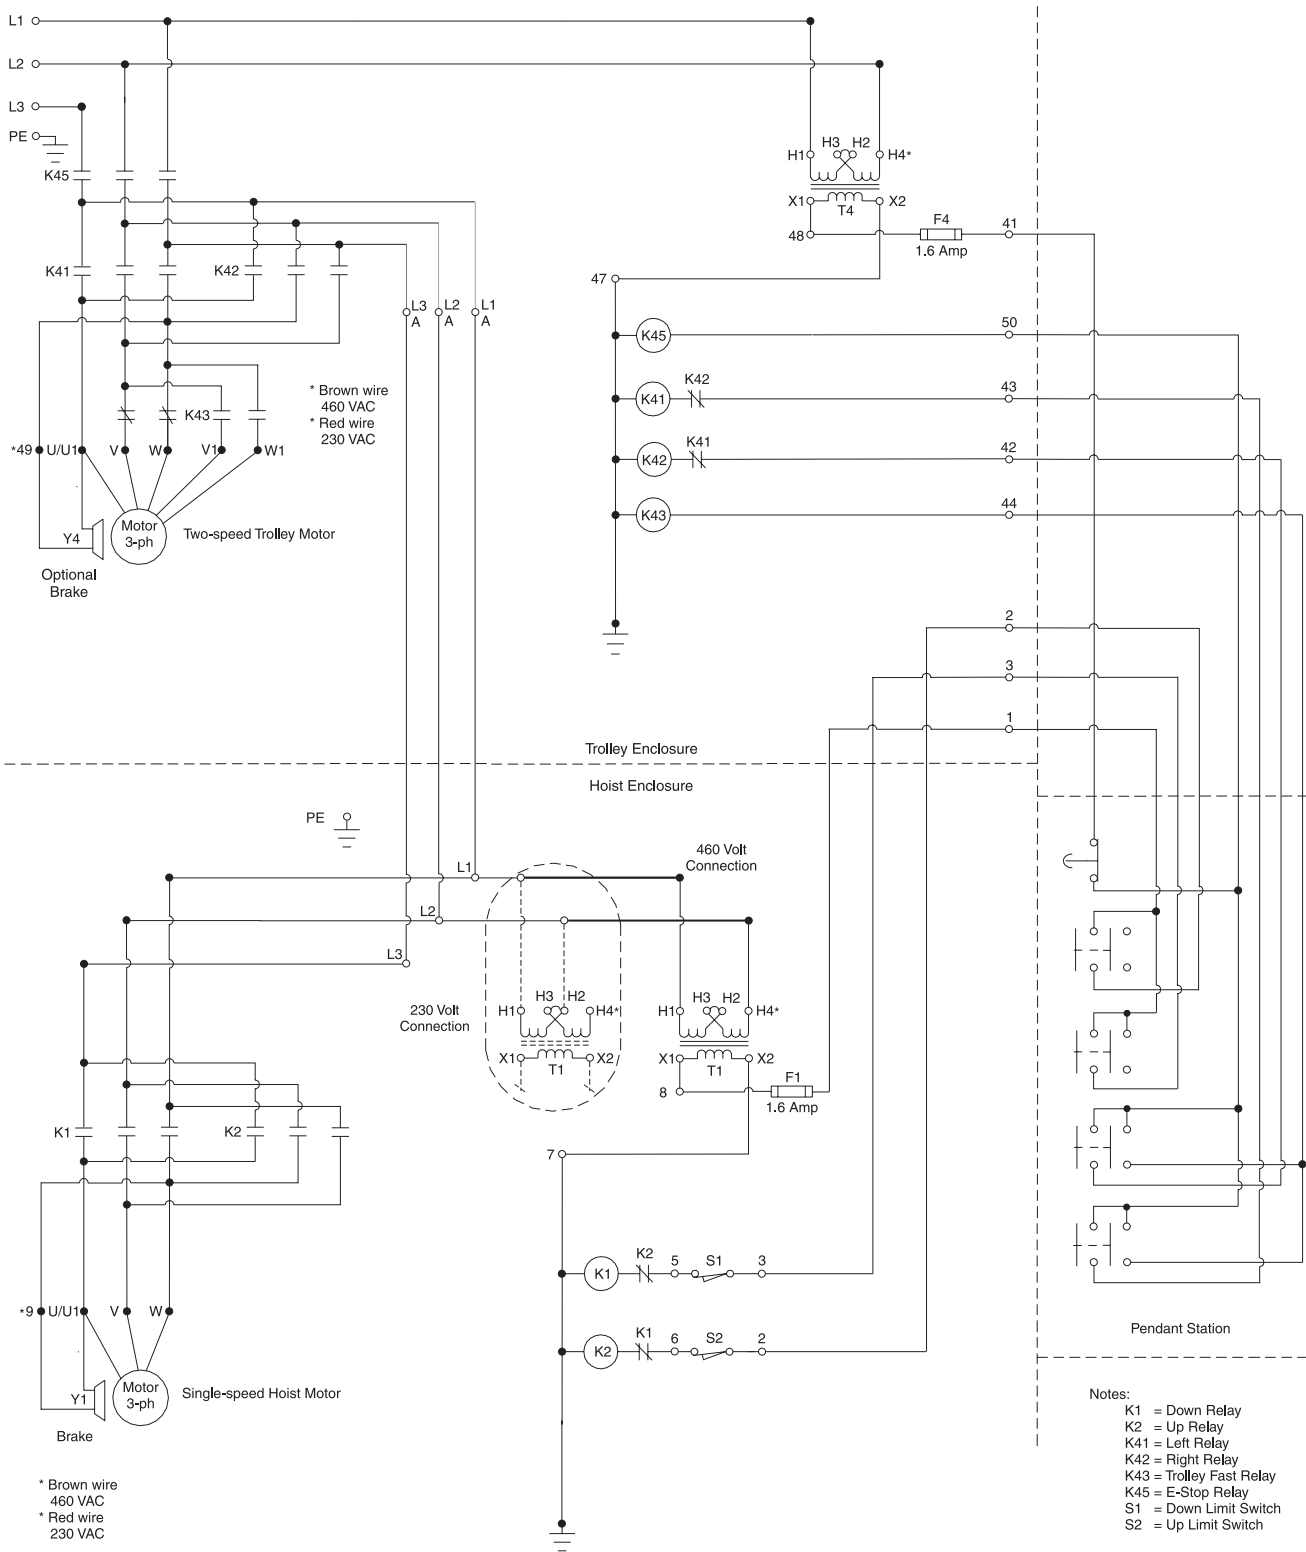 L1
L2
L3
PE
K45
H1
H3 H2
H4*
X1
T4
X2
48
F4
1.6 Amp
41
K41
K42
47
L3
A
L2
A
L1
A
K45
50
K41
K42
43
K42
K41
42
K43
44
* Brown wire
460 VAC
* Red wire
230 VAC
K43
*49
U/U1
V
W
V1
W1
Motor
3-ph
Two-speed Trolley Motor
Y4
Optional
Brake
2
3
1
Trolley Enclosure
Hoist Enclosure
PE
460 Volt
Connection
L1
L2
L3
230 Volt
Connection
H1
H3 H2
H4*
X1
T1
X2
H1
H3 H2
H4*
X1
T1
X2
8
F1
1.6 Amp
K1
K2
7
K1
K2
5
S1
3
K2
K1
6
S2
2
*9
U/U1
V
W
Motor
3-ph
Single-speed Hoist Motor
Y1
Brake
* Brown wire
460 VAC
* Red wire
230 VAC
Pendant Station
Notes:
K1 = Down Relay
K2 = Up Relay
K41 = Left Relay
K42 = Right Relay
K43 = Trolley Fast Relay
K45 = E-Stop Relay
S1 = Down Limit Switch
S2 = Up Limit Switch